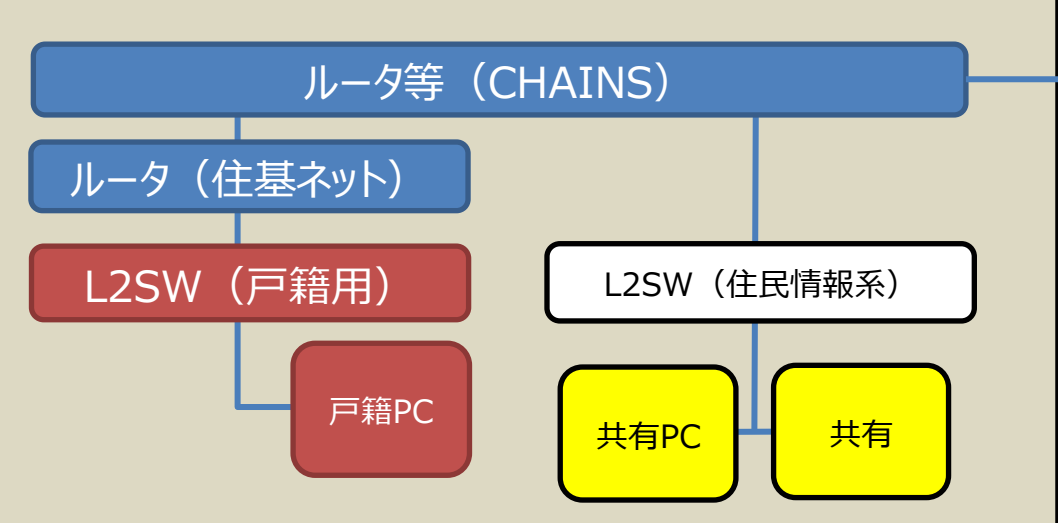 ルータ等（CHAINS）
ルータ（住基ネット）
L2SW（戸籍用）
L2SW（住民情報系）
戸籍PC
共有PC
共有